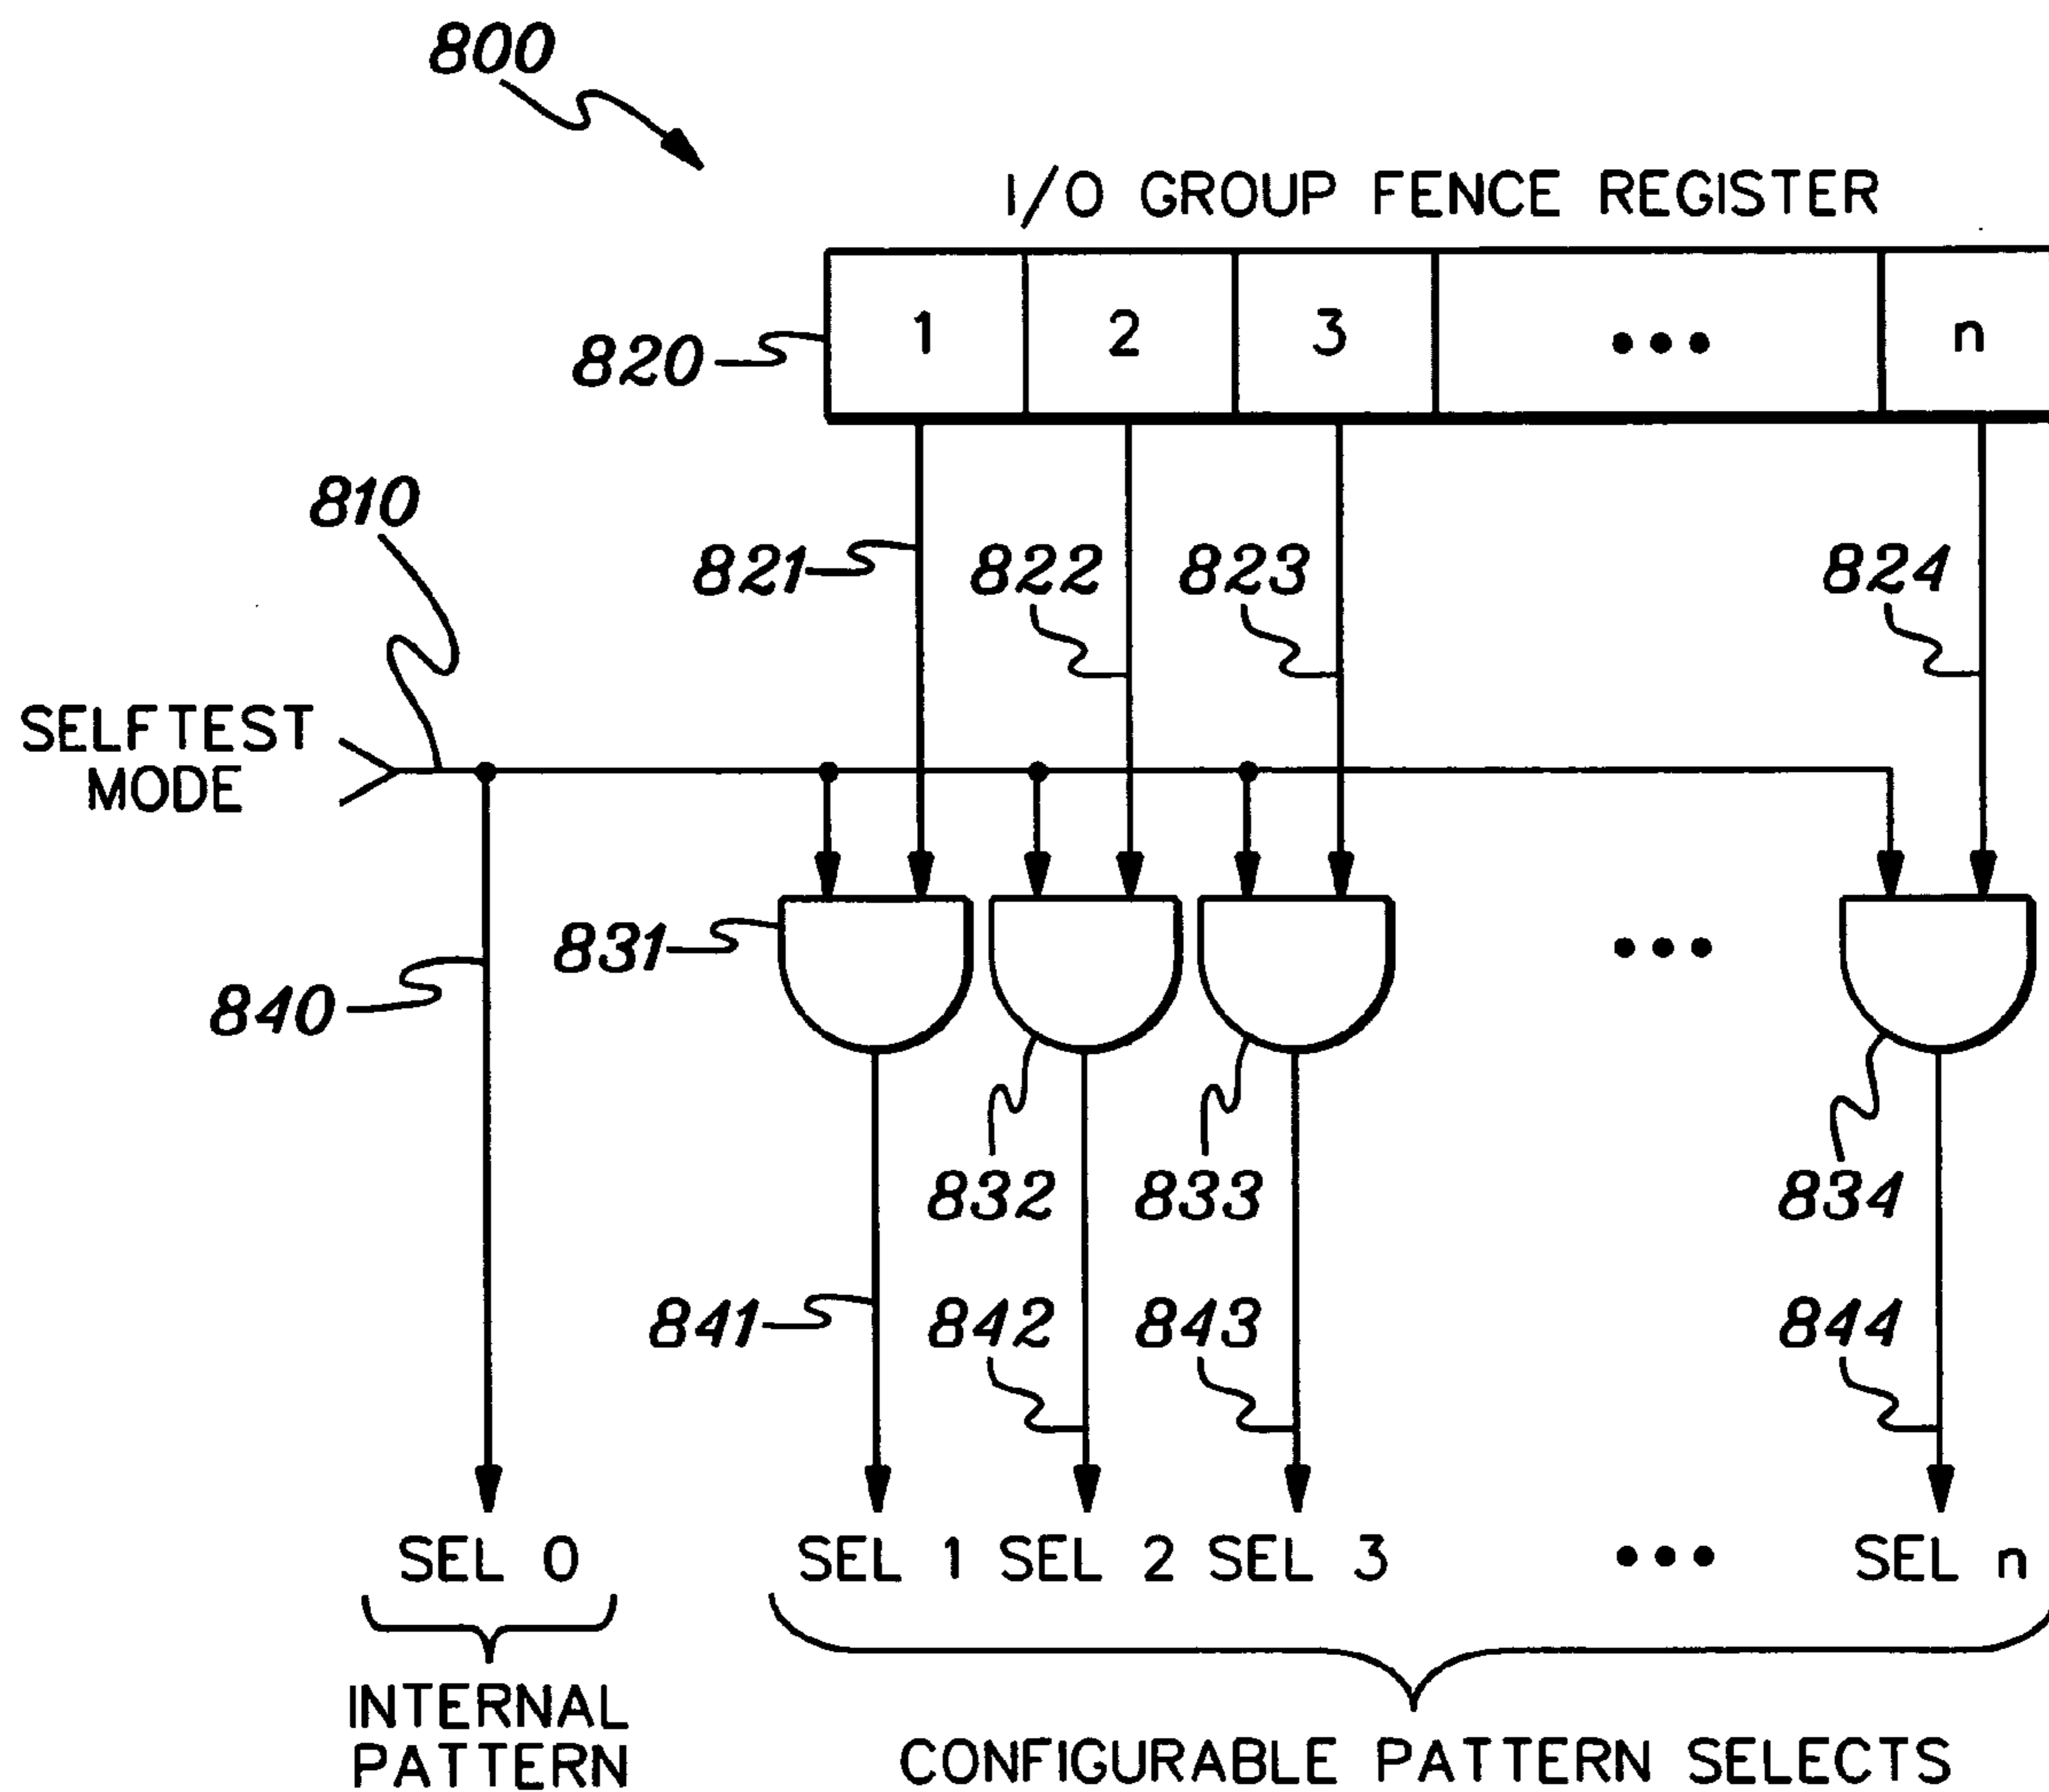 800
I/O GROUP FENCE REGISTER
820 1 2 3 ••• n
810
821 822 823 824
SELFTEST
MODE
831 •••
840
832 833 834
841 842 843 844
SEL 0 SEL 1 SEL 2 SEL 3 ••• SEL n
INTERNAL
PATTERN
CONFIGURABLE PATTERN SELECTS